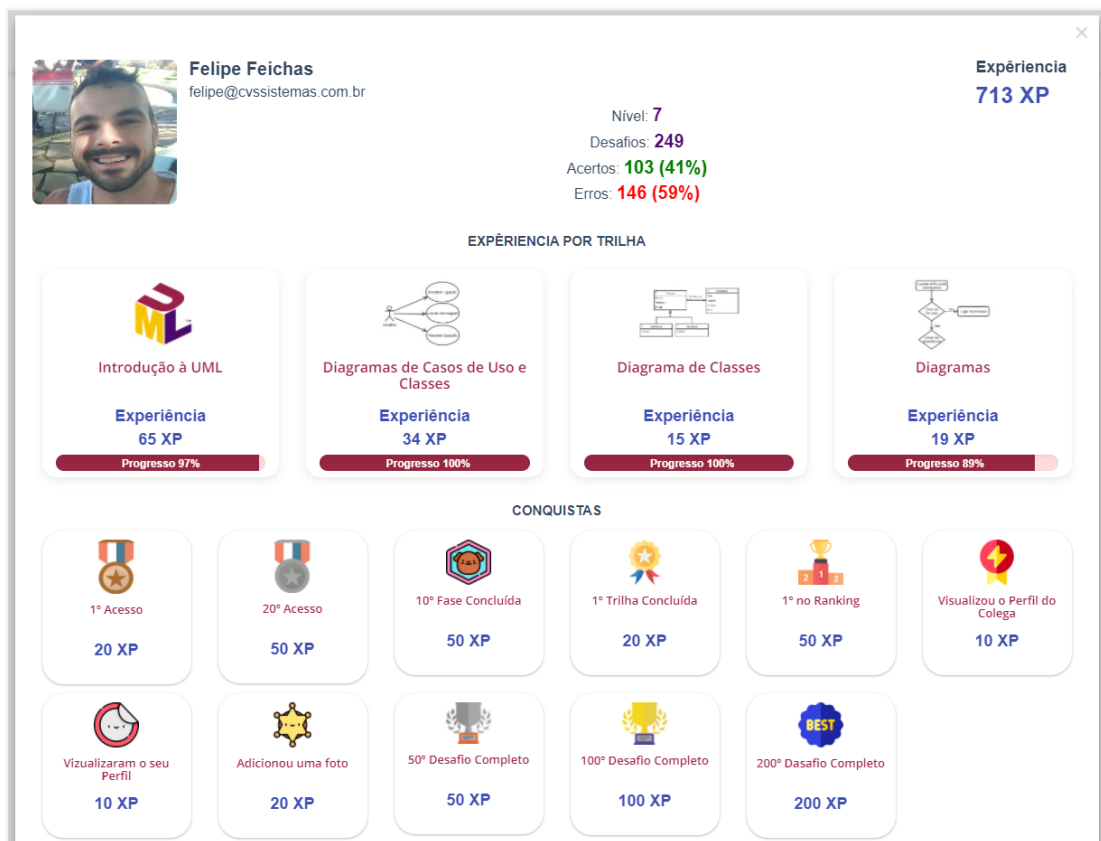 ×
Felipe Feichas
felipe@cvssistemas.com.br
Expêriencia
713 XP
Nível: 7
Desafios: 249
Acertos: 103 (41%)
Erros: 146 (59%)
EXPÊRIENCIA POR TRILHA
UML
Introdução à UML
Experiência
65 XP
Progresso 97%
Diagramas de Casos de Uso e
Classes
Experiência
34 XP
Progresso 100%
Diagrama de Classes
Experiência
15 XP
Progresso 100%
Diagramas
Experiência
19 XP
Progresso 89%
CONQUISTAS
1º Acesso
20 XP
20º Acesso
50 XP
10º Fase Concluída
50 XP
1º Trilha Concluída
20 XP
2 1 3
1º no Ranking
50 XP
Visualizou o Perfil do
Colega
10 XP
Vizualizaram o seu
Perfil
10 XP
Adicionou uma foto
20 XP
50º Desafio Completo
50 XP
100º Desafio Completo
100 XP
BEST
200º Dasafio Completo
200 XP